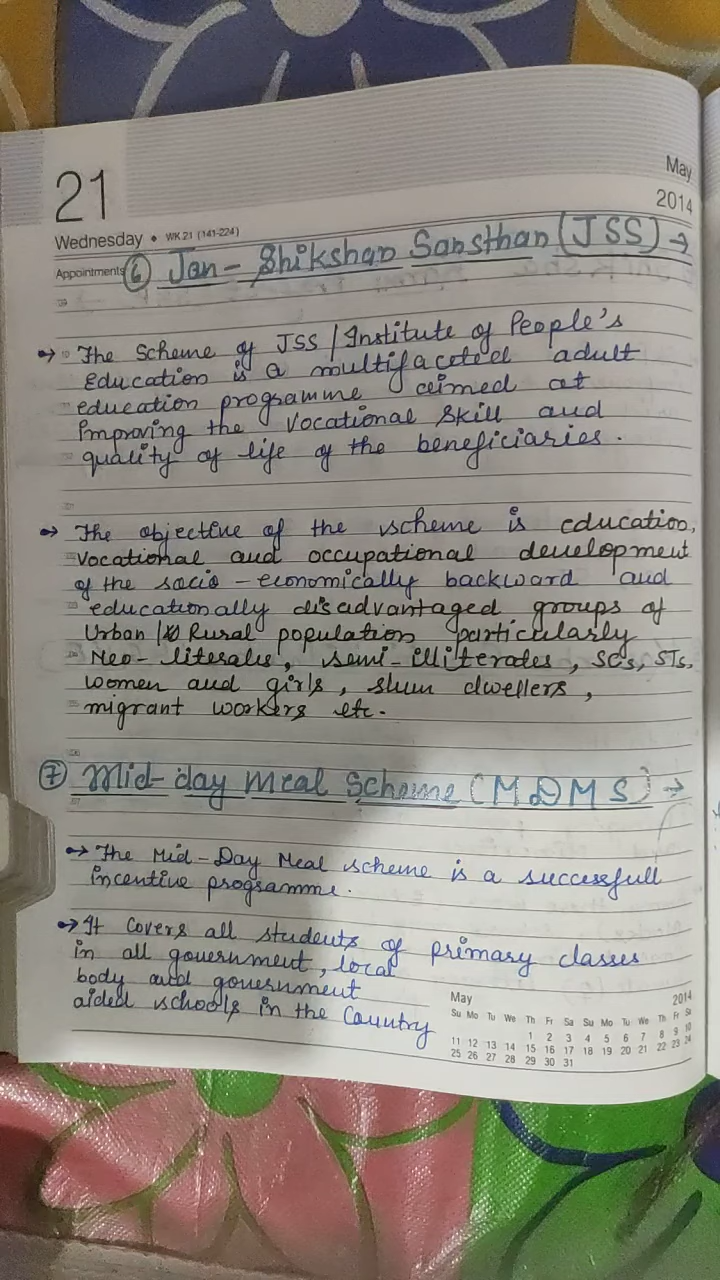 21
May
2014
Wednesday • WK 21 (141-224)
Appointments
⑥ Jan-Shikshan Sansthan (JSS) →
→ The Scheme of JSS / Institute of People's
Education is a multifaceted adult
education programme aimed at
Improving the Vocational Skill and
quality of life of the beneficiaries.
→ The objective of the scheme is education,
Vocational and occupational development
of the socio-economically backward and
educationally disadvantaged groups of
Urban / Rural population particularly
Neo-literals, semi-illiterates, SCs, STs,
women and girls, slum dwellers,
migrant workers etc.
⑦ Mid-day Meal Scheme (MDMS) →
→ The Mid-Day Meal scheme is a successfull
incentive programme.
→ It covers all students of primary classes
in all government, local
body and government
aided schools in the Country
May 2014
Su Mo Tu We Th Fr Sa Su Mo Tu We Th Fr Sa
1 2 3 4 5 6 7 8 9 10
11 12 13 14 15 16 17 18 19 20 21 22 23 24
25 26 27 28 29 30 31